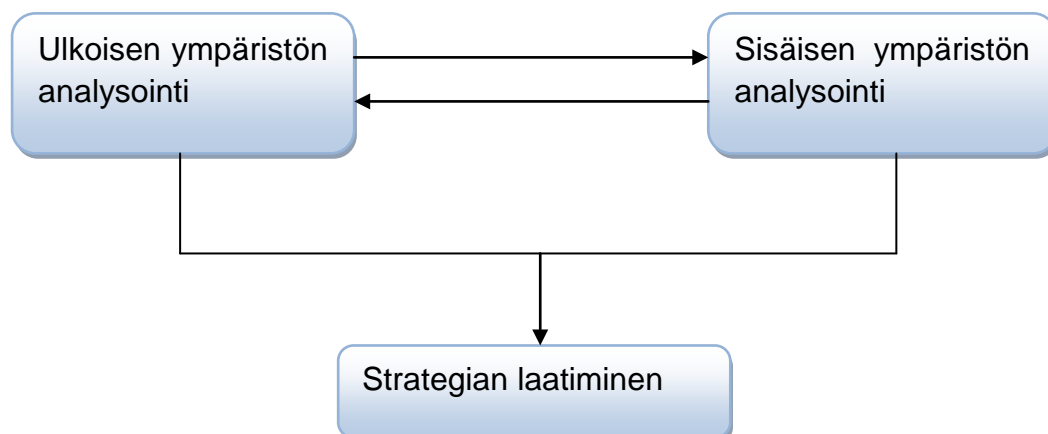 Ulkoisen ympäristön
analysointi
Sisäisen ympäristön
analysointi
Strategian laatiminen